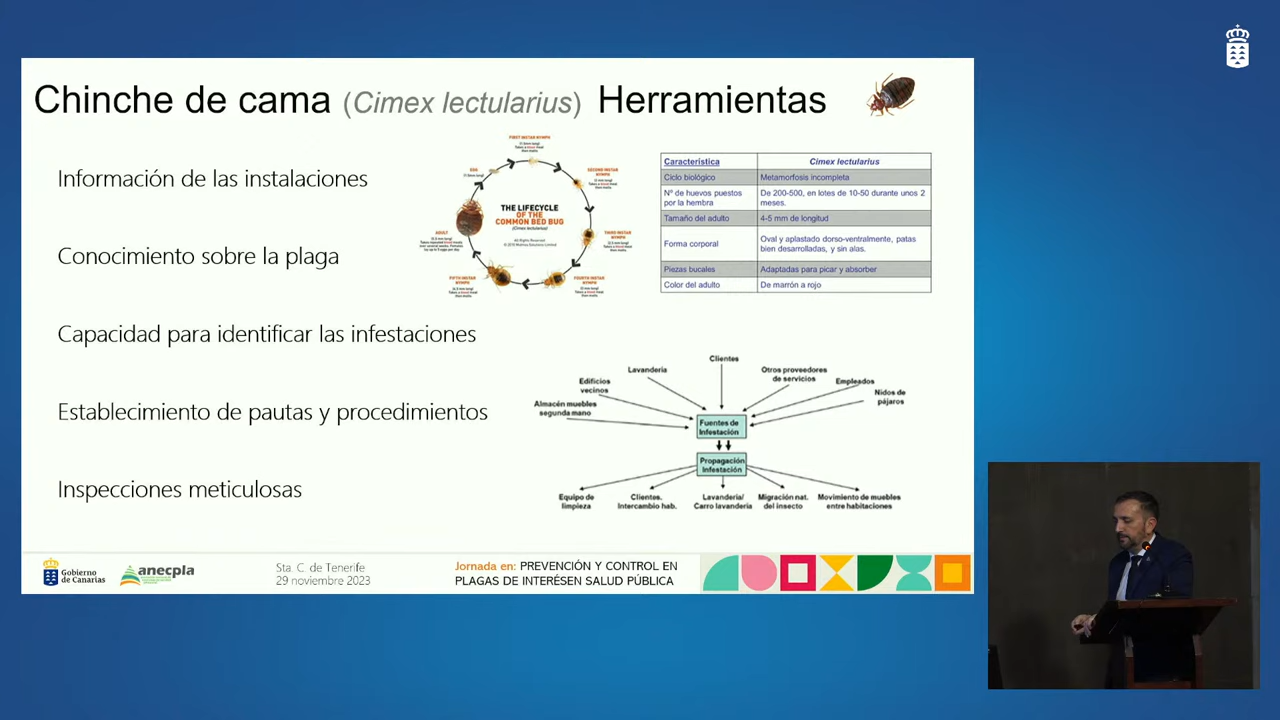 Chinche de cama (Cimex lectularius) Herramientas
Información de las instalaciones
Conocimiento sobre la plaga
Capacidad para identificar las infestaciones
Establecimiento de pautas y procedimientos
Inspecciones meticulosas
FIRST INSTAR
NYMPH
SECOND INSTAR
NYMPH
THIRD INSTAR
NYMPH
FOURTH INSTAR
NYMPH
FIFTH INSTAR
NYMPH
ADULT
EGG
THE LIFECYCLE
OF THE
COMMON BED BUG
(Cimex lectularius)
All Rights Reserved
Característica Cimex lectularius
Ciclo biológico Metamorfosis incompleta
Nº de huevos puestos
por la hembra
De 200-500, en lotes de 10-50 durante unos 2
meses.
Tamaño del adulto 4-5 mm de longitud
Forma corporal
Oval y aplastado dorso-ventralmente, patas
bien desarrolladas, y sin alas.
Piezas bucales Adaptadas para picar y absorber
Color del adulto De marrón a rojo
Clientes
Lavandería
Otros proveedores
de servicios
Edificios
vecinos
Empleados
Nidos de
pájaros
Almacén muebles
segunda mano
Fuentes de
Infestación
Propagación
Infestación
Equipo de
limpieza
Clientes.
Intercambio hab.
Lavandería/
Carro lavandería
Migración nat.
del insecto
Movimiento de muebles
entre habitaciones
Gobierno
de Canarias
anecpla
Sta C. de Tenerife
29 noviembre 2023
Jornada en: PREVENCIÓN Y CONTROL EN
PLAGAS DE INTERÉSEN SALUD PÚBLICA